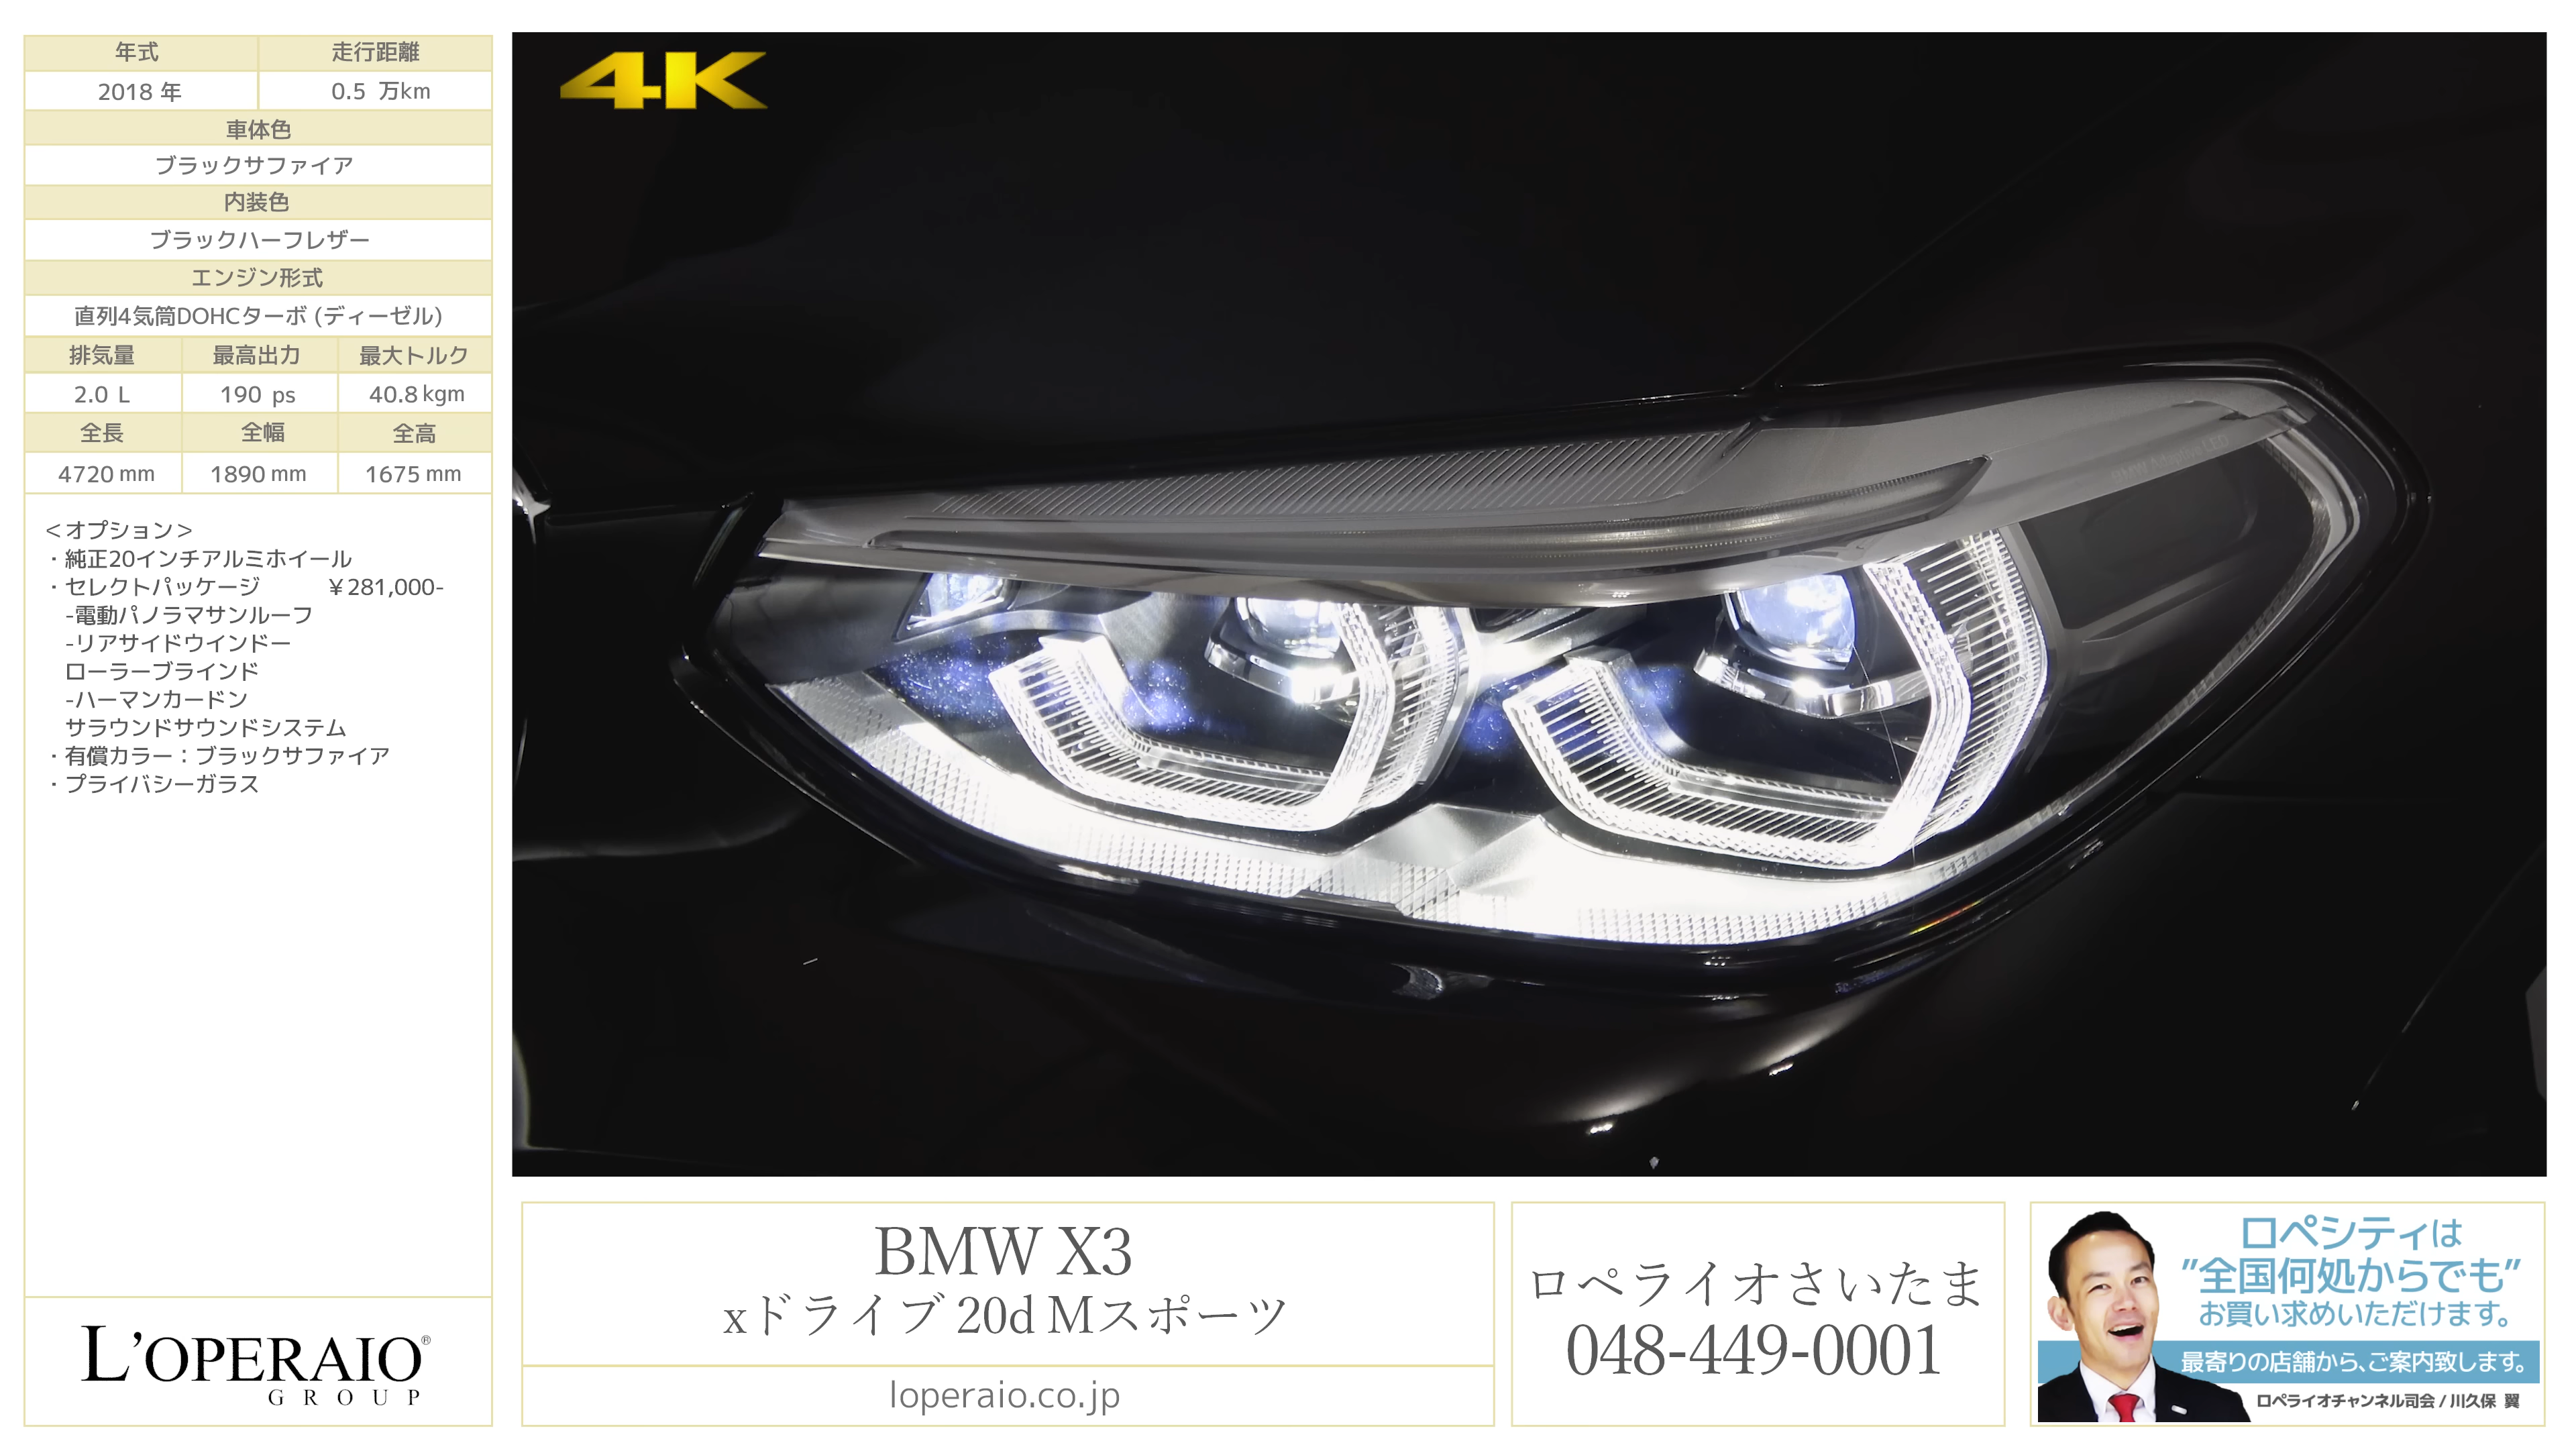 年式 走行距離
2018 年 0.5 万km
車体色
ブラックサファイア
内装色
ブラックハーフレザー
エンジン形式
直列4気筒DOHCターボ (ディーゼル)
排気量 最高出力 最大トルク
2.0 L 190 ps 40.8 kgm
全長 全幅 全高
4720 mm 1890 mm 1675 mm
＜オプション＞
・純正20インチアルミホイール
・セレクトパッケージ ￥281,000-
-電動パノラマサンルーフ
-リアサイドウインドー
ローラーブラインド
-ハーマンカードン
サラウンドサウンドシステム
・有償カラー：ブラックサファイア
・プライバシーガラス
L'OPERAIO®
GROUP
4K
BMW Adaptive LED
BMW X3
xドライブ 20d Mスポーツ
loperaio.co.jp
ロペライオさいたま
048-449-0001
ロペシティは
"全国何処からでも"
お買い求めいただけます。
最寄りの店舗から、ご案内致します。
ロペライオチャンネル司会 / 川久保 翼